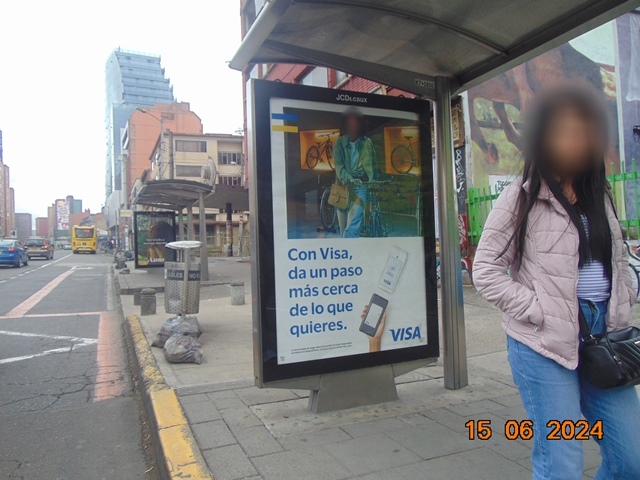 JCDecaux
Con Visa,
da un paso
más cerca
de lo que
quieres.
VISA
15 06 2024